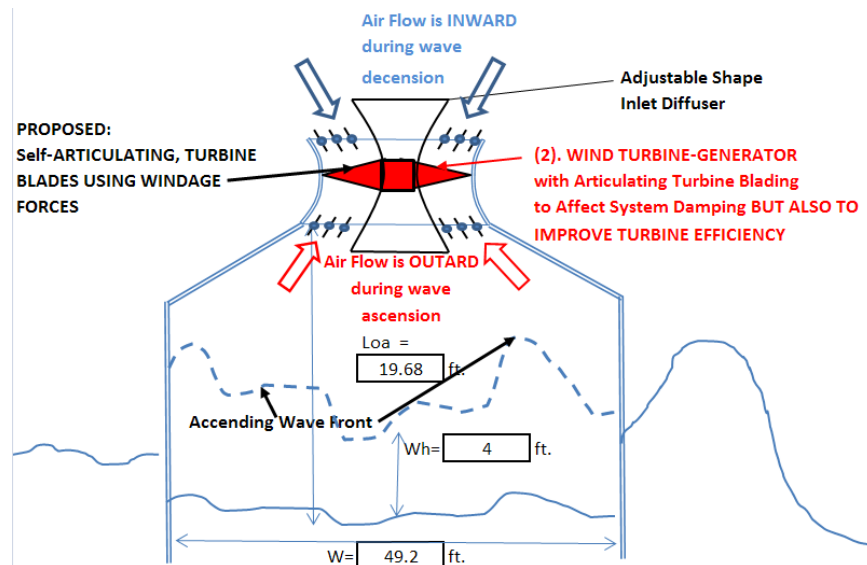 Air Flow is INWARD
during wave
decension
Adjustable Shape
Inlet Diffuser
PROPOSED:
Self-ARTICULATING, TURBINE
BLADES USING WINDAGE
FORCES
(2). WIND TURBINE-GENERATOR
with Articulating Turbine Blading
to Affect System Damping BUT ALSO TO
IMPROVE TURBINE EFFICIENCY
Air Flow is OUTARD
during wave
ascension
Loa =
19.68 ft.
Accending Wave Front
Wh= 4 ft.
W= 49.2 ft.